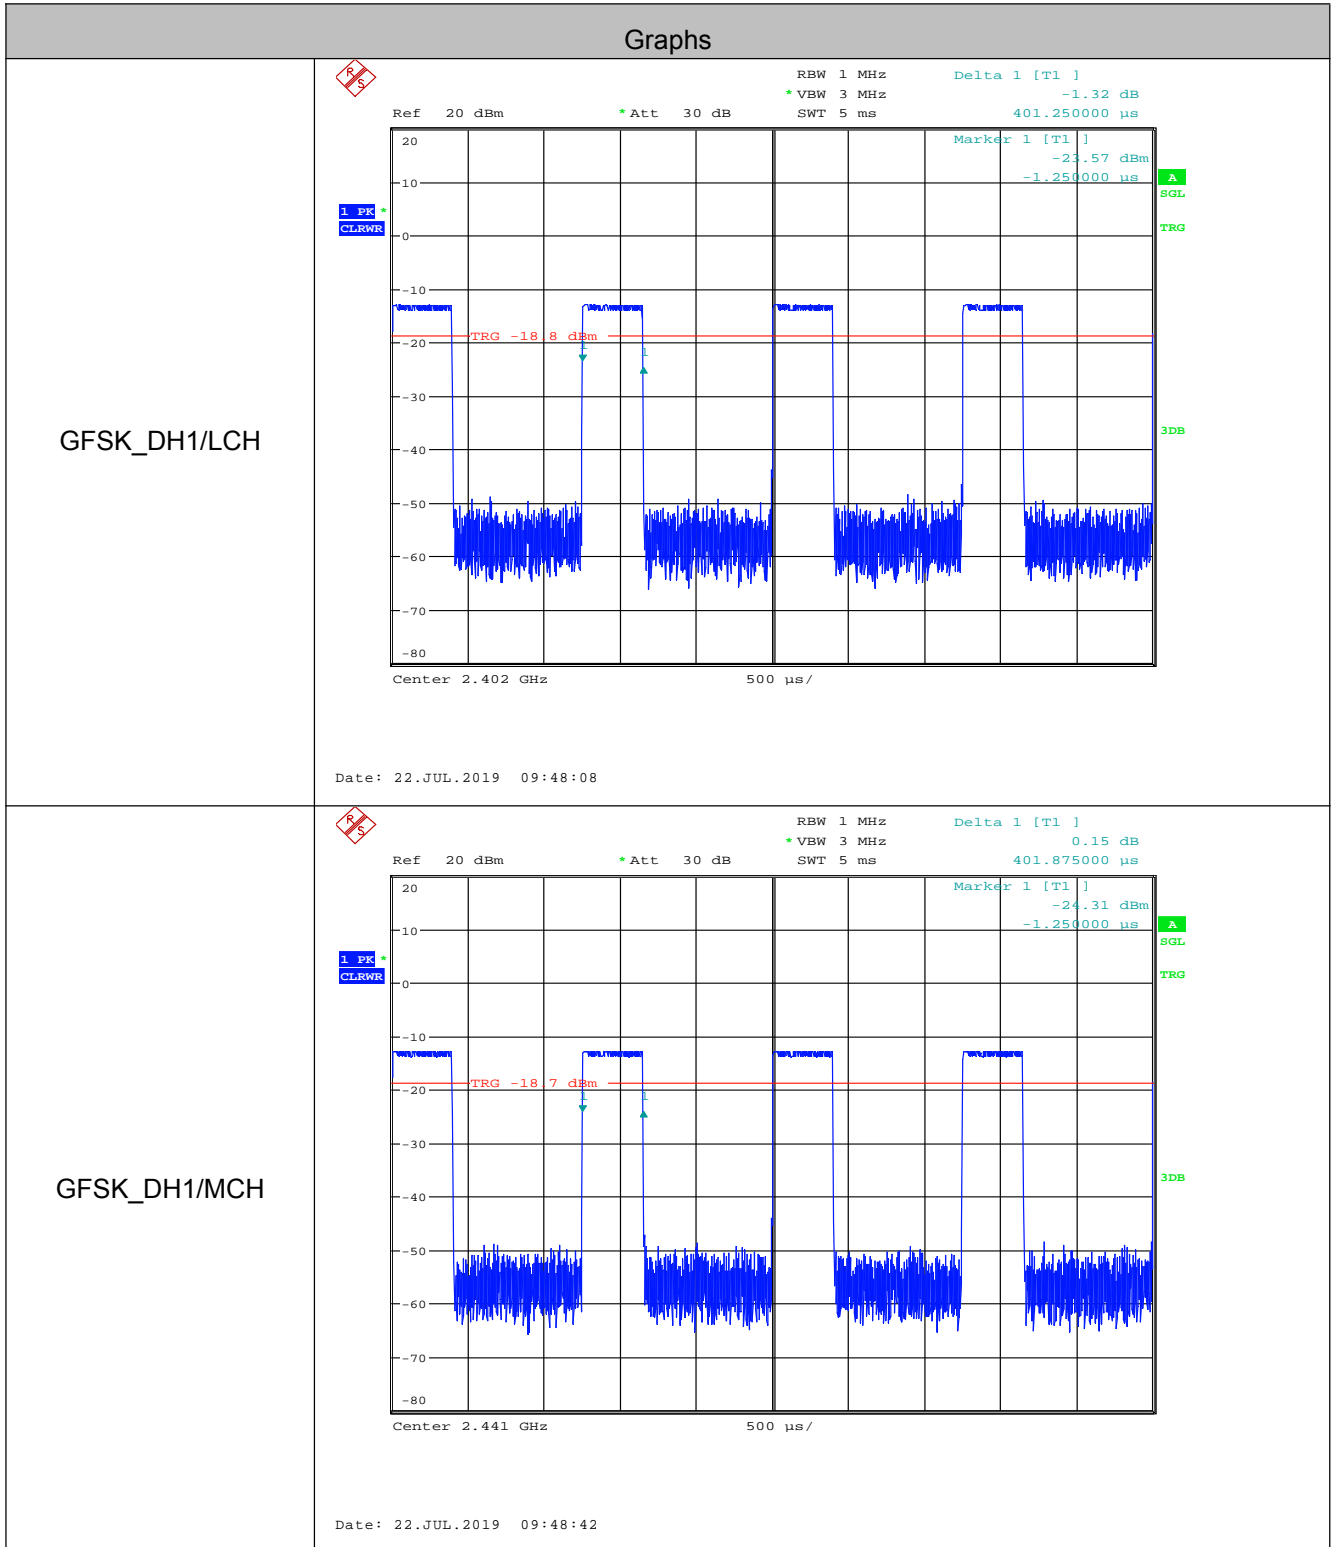 Graphs
GFSK_DH1/LCH
R S
RBW 1 MHz Delta 1 [T1 ]
* VBW 3 MHz -1.32 dB
Ref 20 dBm * Att 30 dB SWT 5 ms 401.250000 µs
20 Marker 1 [T1 ]
-23.57 dBm
10 -1.250000 µs A
SGL
1 PK *
CLRWR 0 TRG
-10
TRG -18.8 dBm
-20 1 1
-30
3DB
-40
-50
-60
-70
-80
Center 2.402 GHz 500 µs/
Date: 22.JUL.2019 09:48:08
GFSK_DH1/MCH
R S
RBW 1 MHz Delta 1 [T1 ]
* VBW 3 MHz 0.15 dB
Ref 20 dBm * Att 30 dB SWT 5 ms 401.875000 µs
20 Marker 1 [T1 ]
-24.31 dBm
10 -1.250000 µs A
SGL
1 PK *
CLRWR 0 TRG
-10
TRG -18.7 dBm
-20 1 1
-30
3DB
-40
-50
-60
-70
-80
Center 2.441 GHz 500 µs/
Date: 22.JUL.2019 09:48:42